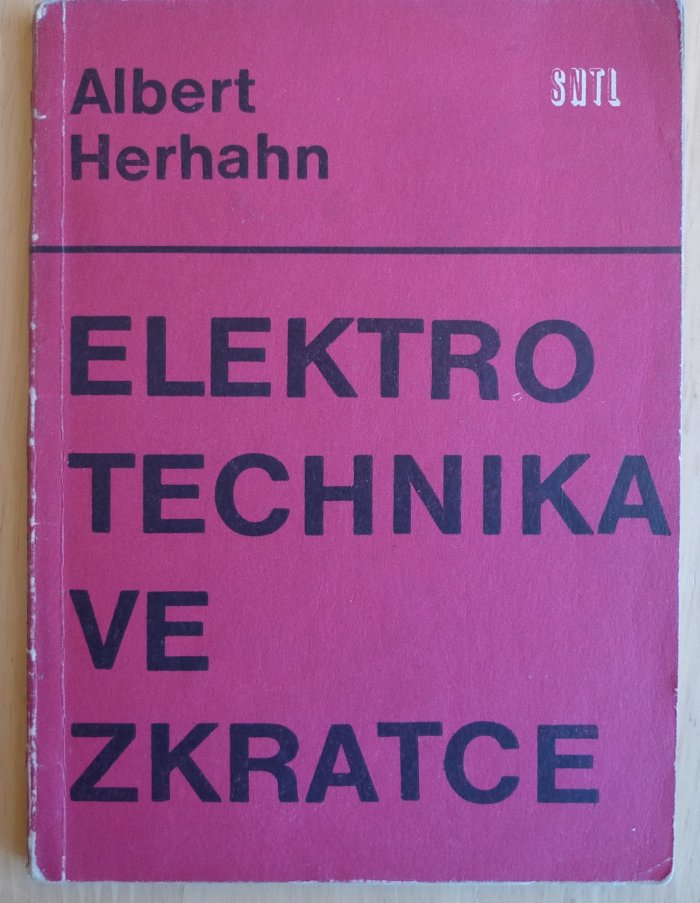 Albert
Herhahn
SNTL
ELEKTRO
TECHNIKA
VE
ZKRATCE